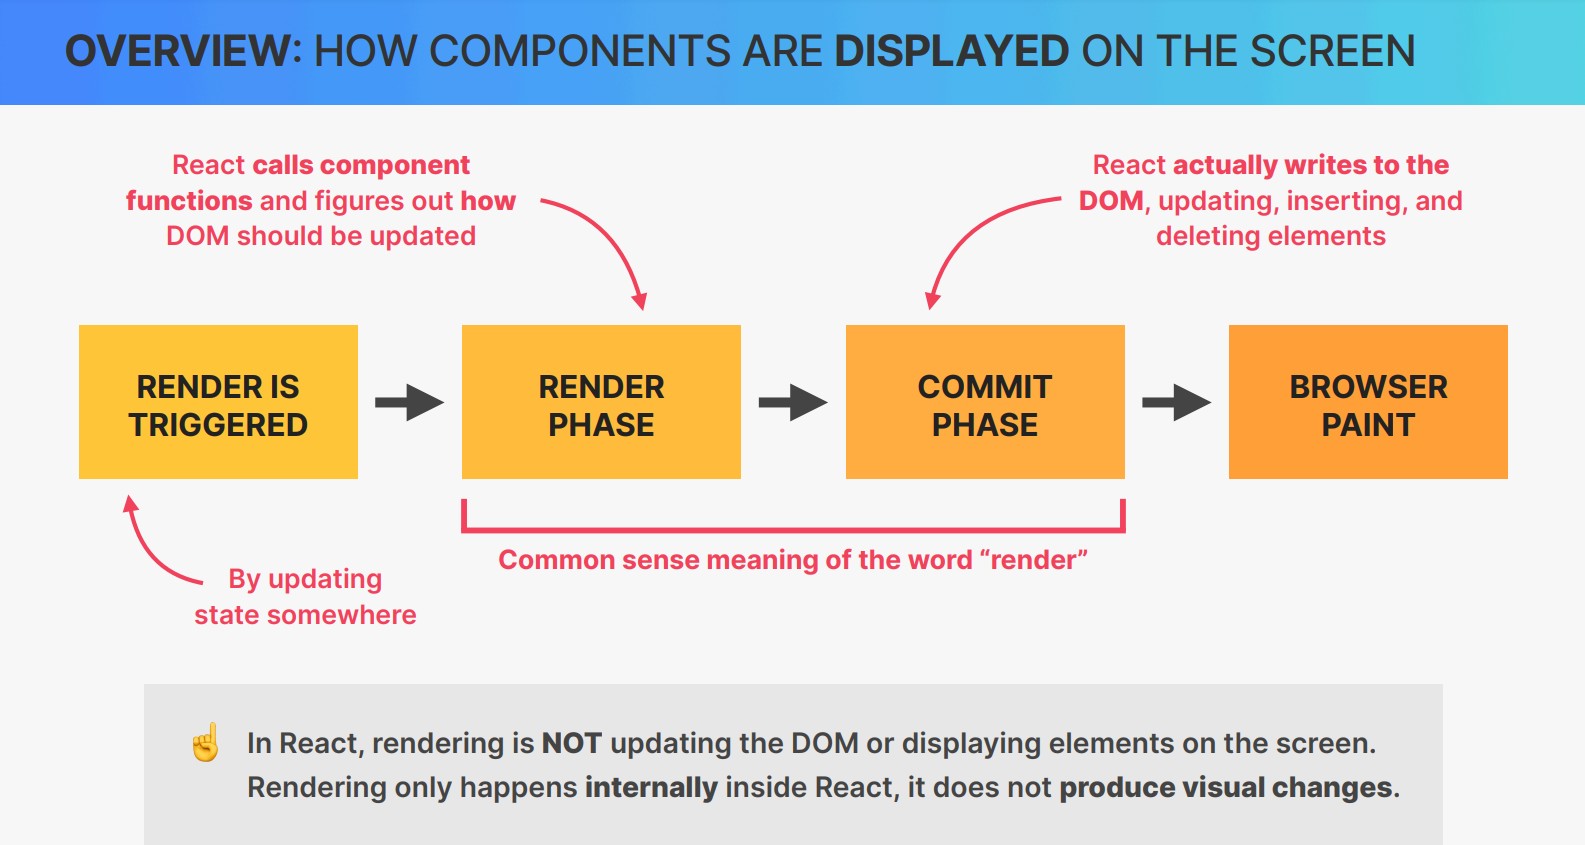 OVERVIEW: HOW COMPONENTS ARE DISPLAYED ON THE SCREEN
React calls component
functions and figures out how
DOM should be updated
React actually writes to the
DOM, updating, inserting, and
deleting elements
RENDER IS
TRIGGERED
RENDER
PHASE
COMMIT
PHASE
BROWSER
PAINT
By updating
state somewhere
Common sense meaning of the word “render”
☝️ In React, rendering is NOT updating the DOM or displaying elements on the screen.
Rendering only happens internally inside React, it does not produce visual changes.